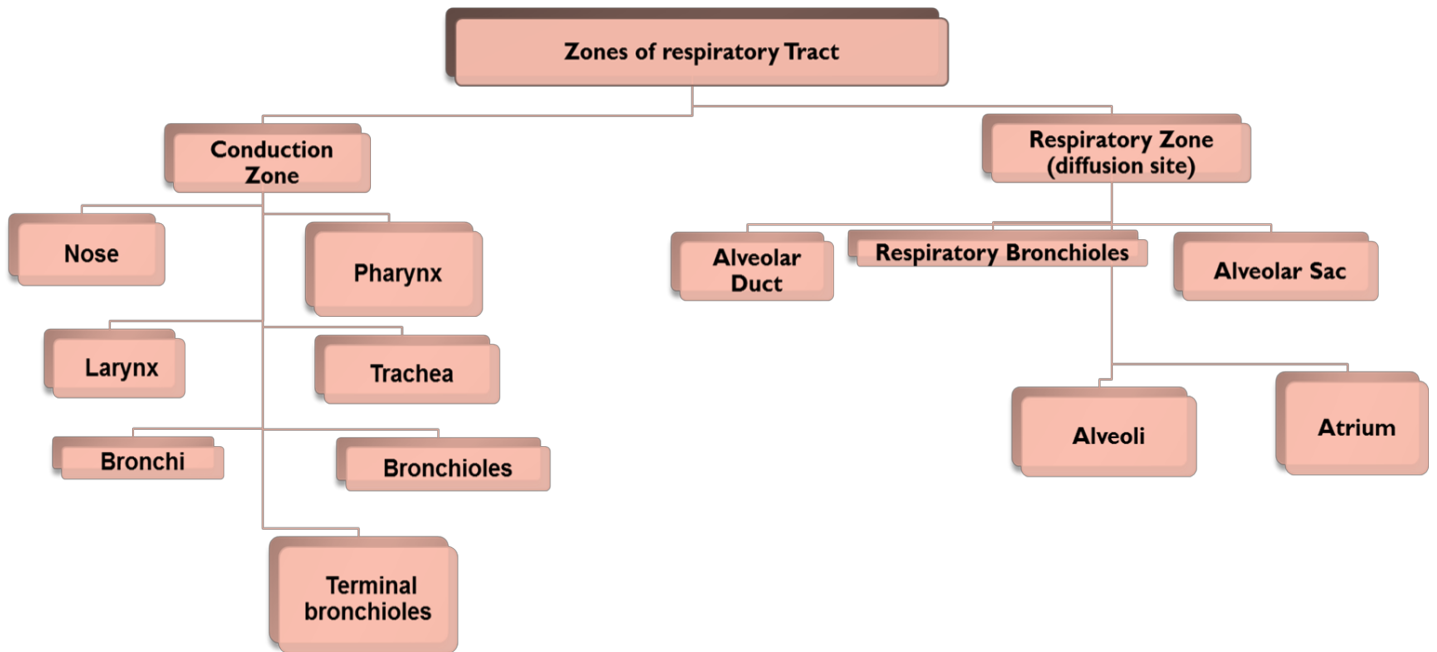 Zones of respiratory Tract
Conduction
Zone
Respiratory Zone
(diffusion site)
Nose
Pharynx
Larynx
Trachea
Bronchi
Bronchioles
Terminal
bronchioles
Alveolar
Duct
Respiratory Bronchioles
Alveolar Sac
Alveoli
Atrium